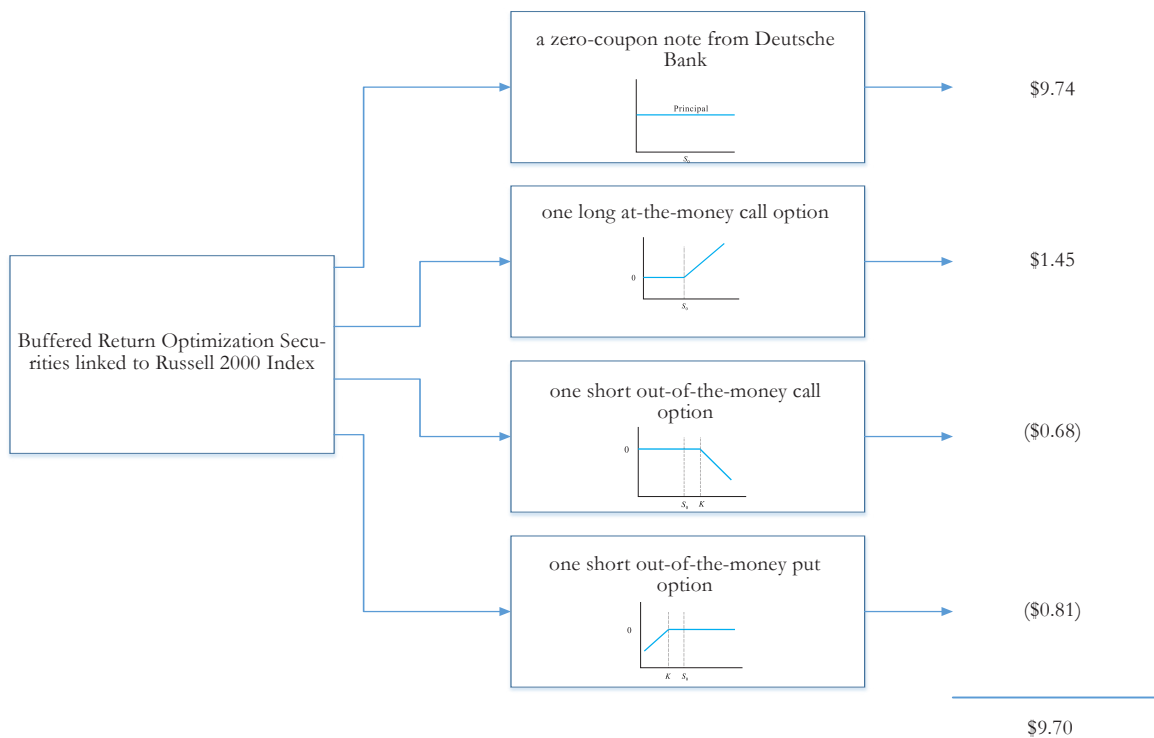 a zero-coupon note from Deutsche
Bank
Principal
S₀
$9.74
one long at-the-money call option
0
S₀
$1.45
Buffered Return Optimization Secu-
rities linked to Russell 2000 Index
one short out-of-the-money call
option
0
S₀ K
($0.68)
one short out-of-the-money put
option
0
K S₀
($0.81)
$9.70